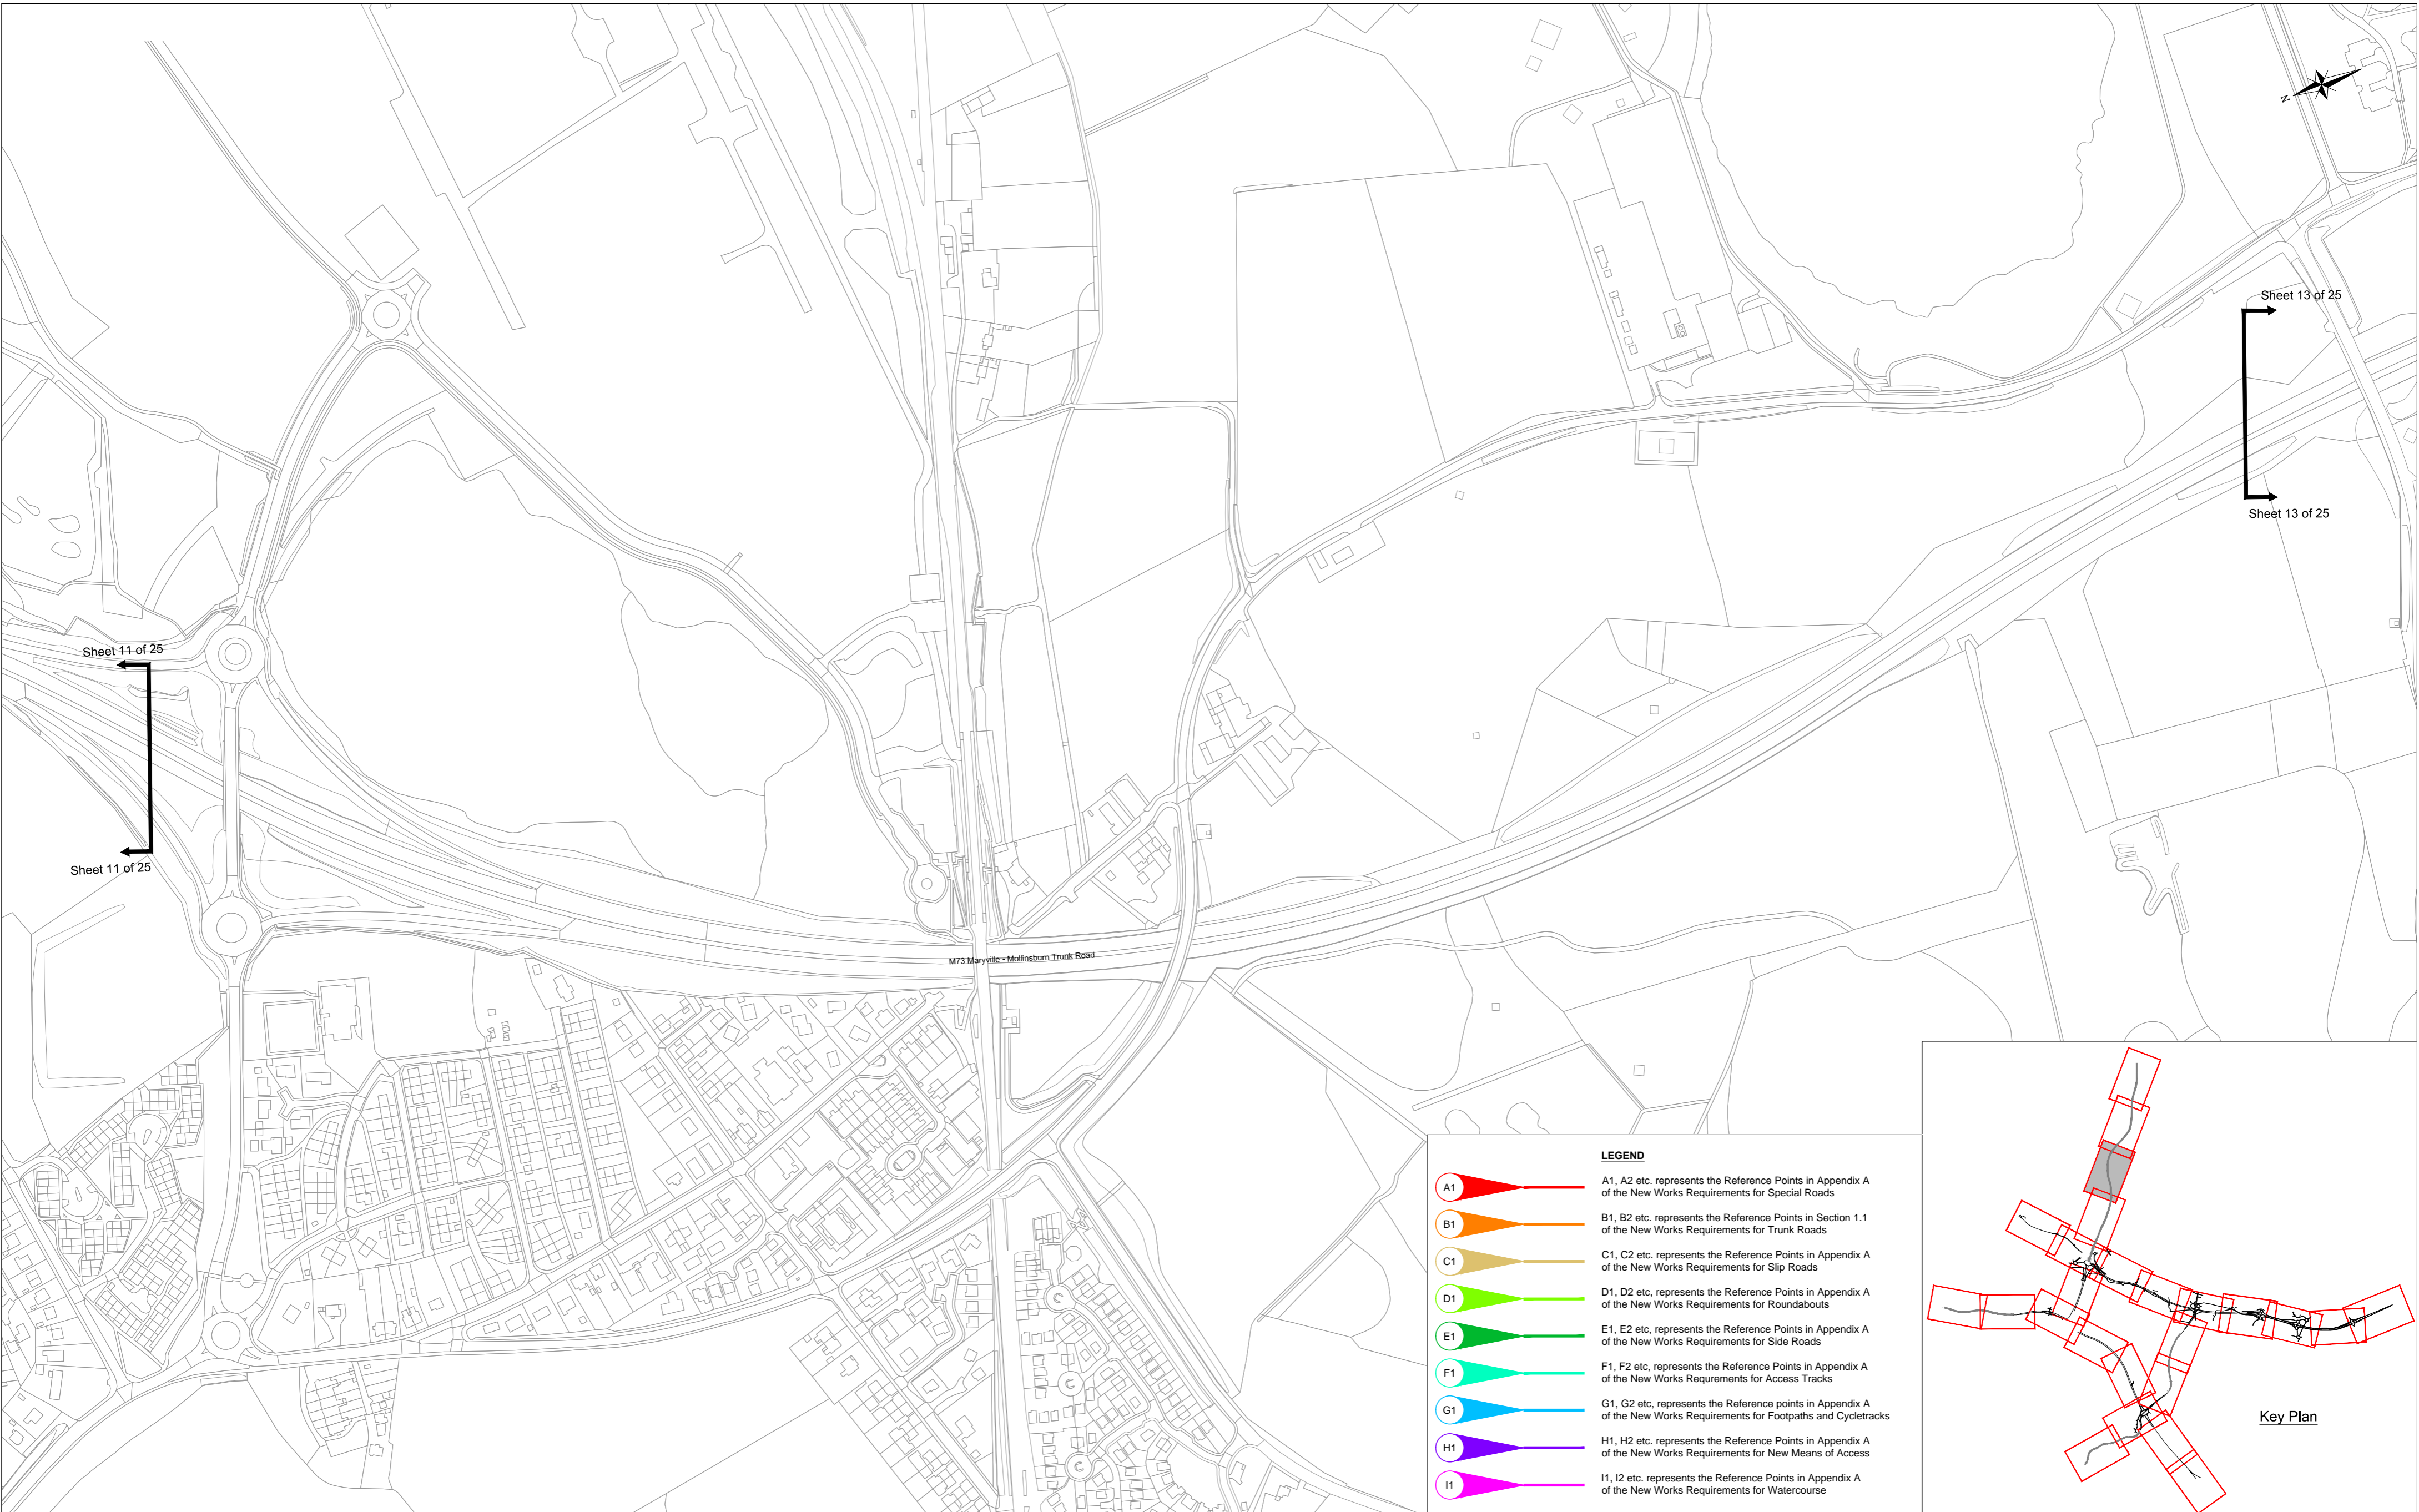 N
Sheet 13 of 25
Sheet 13 of 25
Sheet 11 of 25
Sheet 11 of 25
M73 Maryville - Mollinsburn Trunk Road
LEGEND
A1
A1, A2 etc. represents the Reference Points in Appendix A
of the New Works Requirements for Special Roads
B1
B1, B2 etc. represents the Reference Points in Section 1.1
of the New Works Requirements for Trunk Roads
C1
C1, C2 etc. represents the Reference Points in Appendix A
of the New Works Requirements for Slip Roads
D1
D1, D2 etc, represents the Reference Points in Appendix A
of the New Works Requirements for Roundabouts
E1
E1, E2 etc, represents the Reference Points in Appendix A
of the New Works Requirements for Side Roads
F1
F1, F2 etc, represents the Reference Points in Appendix A
of the New Works Requrements for Access Tracks
G1
G1, G2 etc, represents the Reference points in Appendix A
of the New Works Requirements for Footpaths and Cycletracks
H1
H1, H2 etc. represents the Reference Points in Appendix A
of the New Works Requirements for New Means of Access
I1
I1, I2 etc. represents the Reference Points in Appendix A
of the New Works Requirements for Watercourse
Key Plan